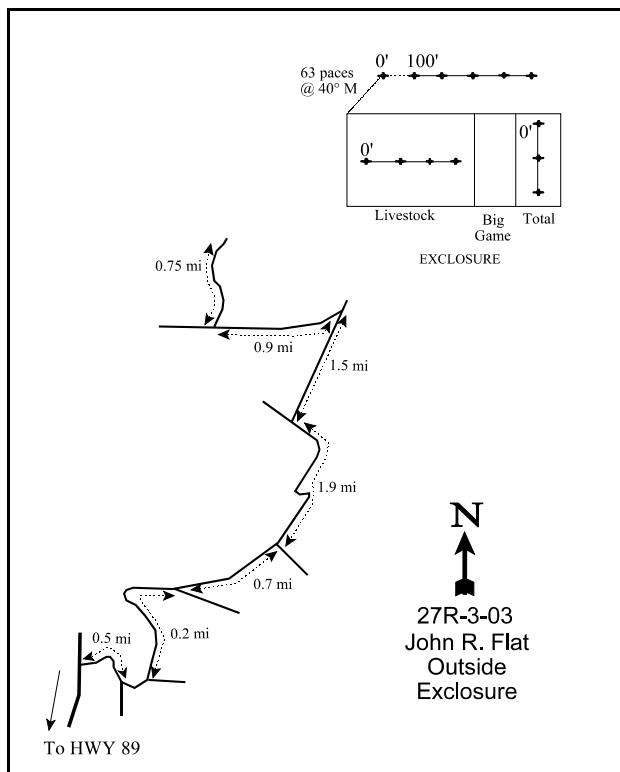 0' 100'
63 paces
@ 40° M
0'
0'
Livestock
Big
Game
Total
EXCLOSURE
0.75 mi
0.9 mi
1.5 mi
1.9 mi
0.7 mi
0.5 mi
0.2 mi
To HWY 89
N
27R-3-03
John R. Flat
Outside
Exclosure